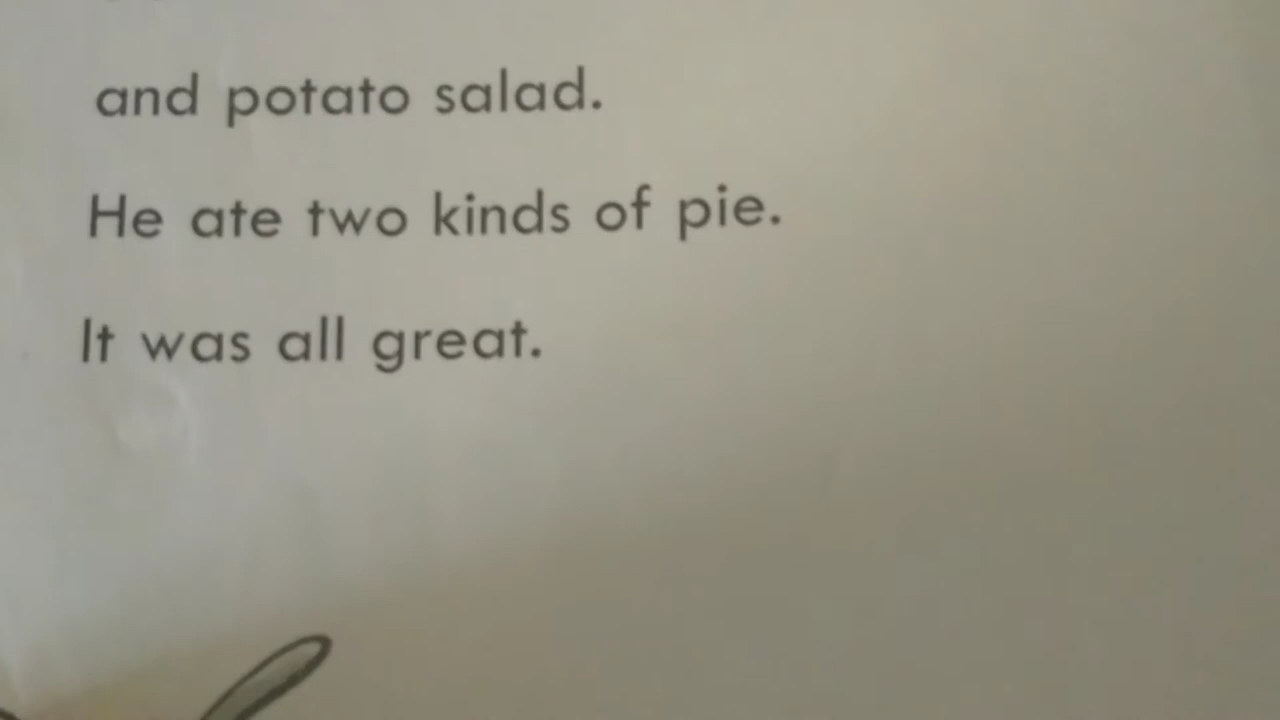 and potato salad.
He ate two kinds of pie.
It was all great.